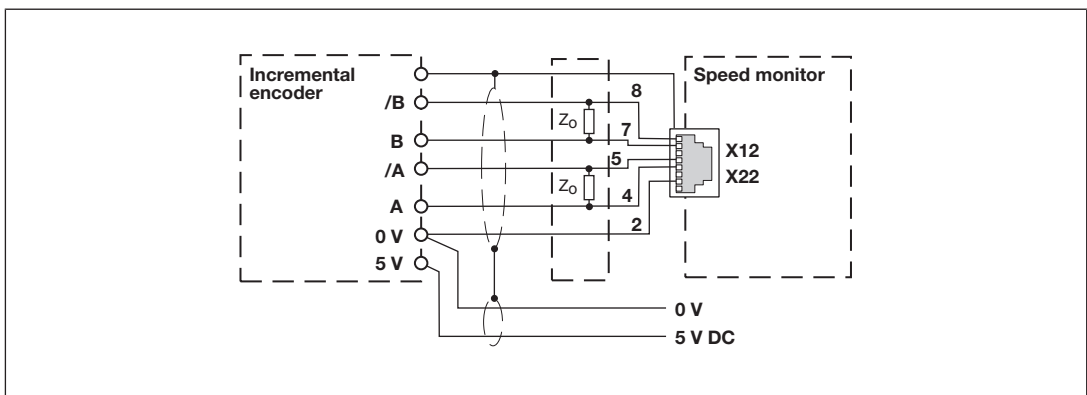 Incremental
encoder
Speed monitor
/B
8
Z₀
B
7
X12
/A
5
X22
Z₀
A
4
0 V
2
5 V
0 V
5 V DC